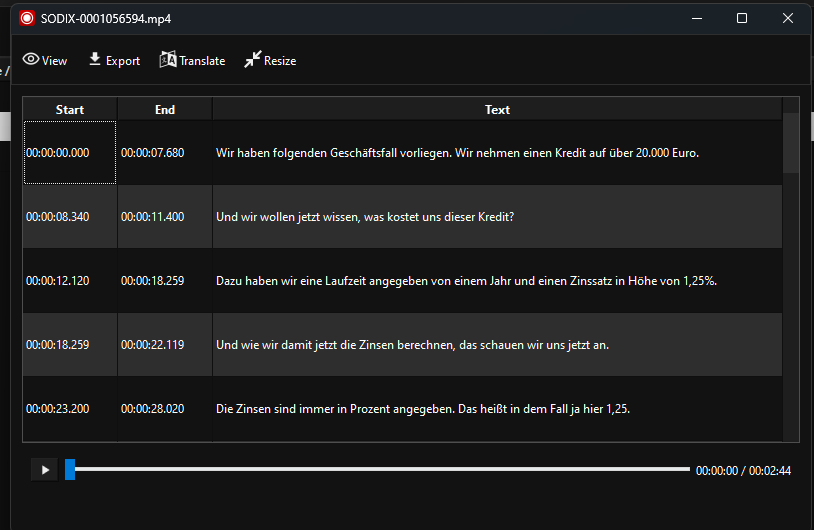 SODIX-0001056594.mp4
View Export Translate Resize
Start End Text
00:00:00.000 00:00:07.680 Wir haben folgenden Geschäftsfall vorliegen. Wir nehmen einen Kredit auf über 20.000 Euro.
00:00:08.340 00:00:11.400 Und wir wollen jetzt wissen, was kostet uns dieser Kredit?
00:00:12.120 00:00:18.259 Dazu haben wir eine Laufzeit angegeben von einem Jahr und einen Zinssatz in Höhe von 1,25%.
00:00:18.259 00:00:22.119 Und wie wir damit jetzt die Zinsen berechnen, das schauen wir uns jetzt an.
00:00:23.200 00:00:28.020 Die Zinsen sind immer in Prozent angegeben. Das heißt in dem Fall ja hier 1,25.
00:00:00 / 00:02:44